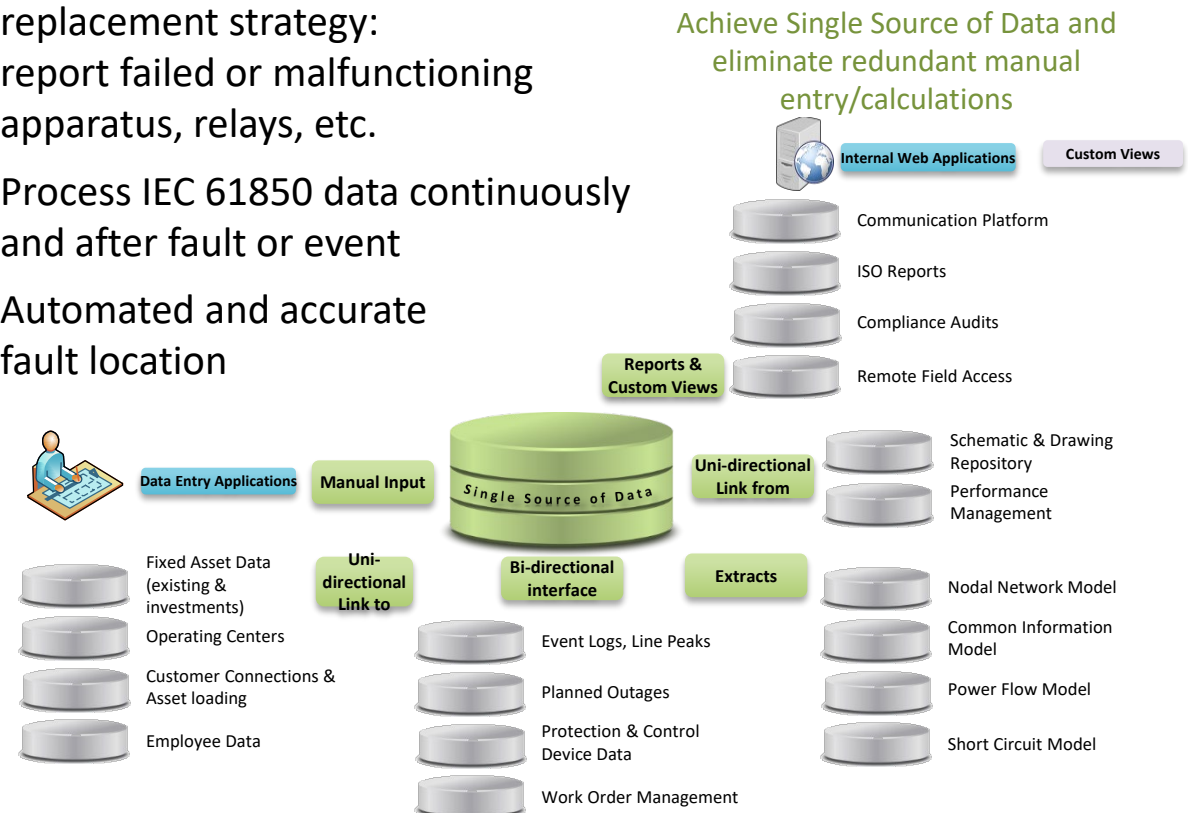 replacement strategy:
report failed or malfunctioning
apparatus, relays, etc.
Process IEC 61850 data continuously
and after fault or event
Automated and accurate
fault location
Achieve Single Source of Data and
eliminate redundant manual
entry/calculations
Internal Web Applications
Custom Views
Communication Platform
ISO Reports
Compliance Audits
Remote Field Access
Reports &
Custom Views
Data Entry Applications
Manual Input
Single Source of Data
Uni-directional
Link from
Schematic & Drawing
Repository
Performance
Management
Uni-
directional
Link to
Bi-directional
interface
Extracts
Fixed Asset Data
(existing &
investments)
Operating Centers
Customer Connections &
Asset loading
Employee Data
Event Logs, Line Peaks
Planned Outages
Protection & Control
Device Data
Work Order Management
Nodal Network Model
Common Information
Model
Power Flow Model
Short Circuit Model